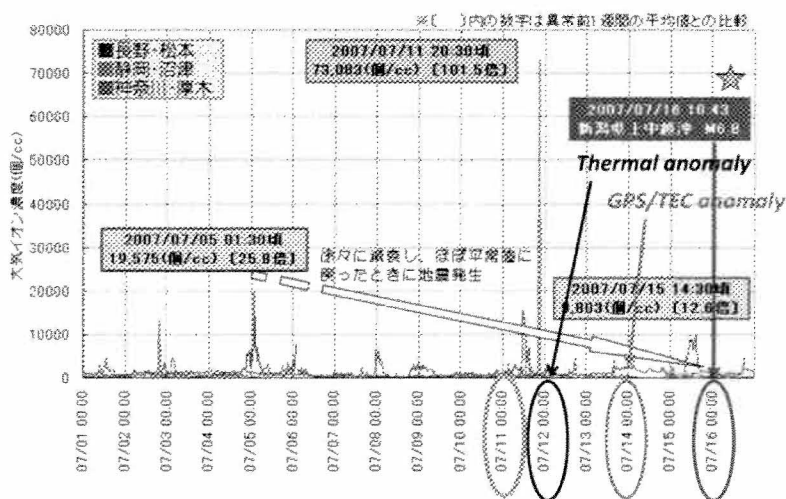 ※〔 〕内の数字は異常前1週間の平均値との比較
80000
70000
60000
50000
40000
30000
20000
10000
0
大気イオン濃度(個/cc)
■長野・松本
■静岡・沼津
■神奈川・厚木
2007/07/11 20:30頃
73,083(個/cc) [101.5倍]
2007/07/16 10:43
新潟県上中越沖 M6.8
Thermal anomaly
GPS/TEC anomaly
2007/07/05 01:30頃
19,575(個/cc) [25.8倍]
徐々に減衰し、ほぼ平常値に
戻ったときに地震発生
2007/07/15 14:30頃
9,803(個/cc) [12.6倍]
07/01 00:00
07/02 00:00
07/03 00:00
07/04 00:00
07/05 00:00
07/06 00:00
07/07 00:00
07/08 00:00
07/09 00:00
07/10 00:00
07/11 00:00
07/12 00:00
07/13 00:00
07/14 00:00
07/15 00:00
07/16 00:00